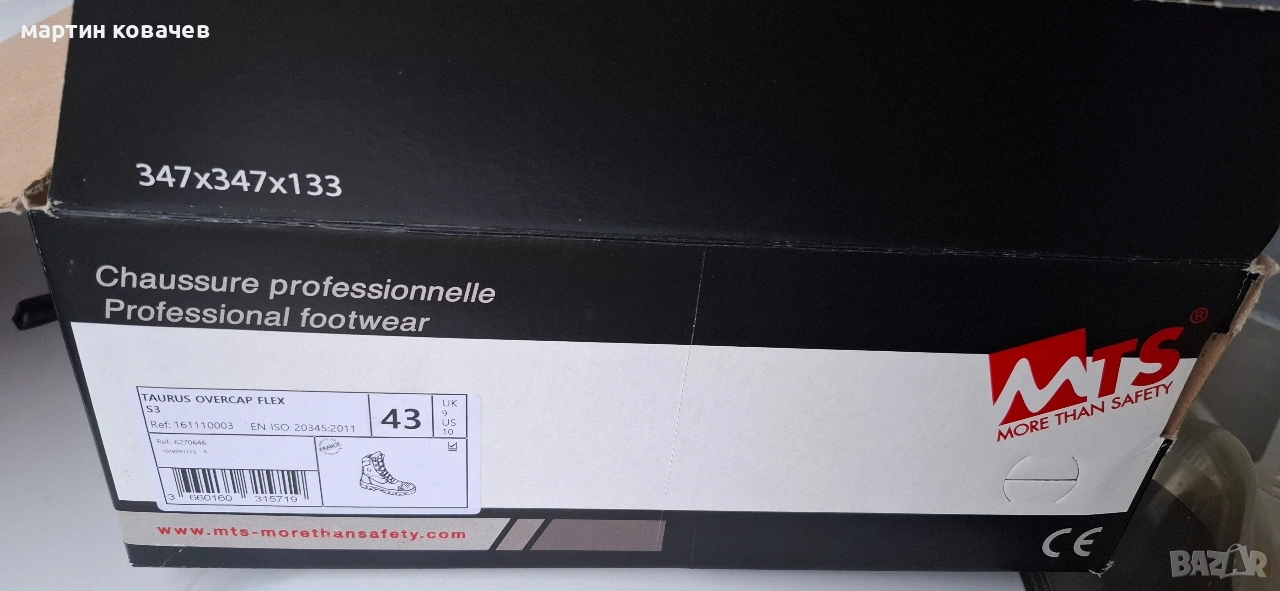 мартин ковачев
347x347x133
Chaussure professionnelle
Professional footwear
MTS®
MORE THAN SAFETY
TAURUS OVERCAP FLEX
S3
Ref: 161110003 EN ISO 20345:2011
43
UK
9
US
10
Ref: 6270646
FRANCE
3 660160 315719
www.mts-morethansafety.com
CE
BAZAR